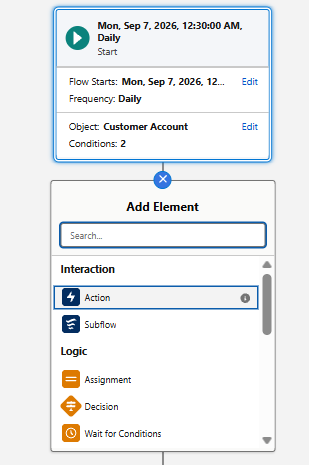 Mon, Sep 7, 2026, 12:30:00 AM,
Daily
Start
Flow Starts: Mon, Sep 7, 2026, 12... Edit
Frequency: Daily
Object: Customer Account Edit
Conditions: 2
Add Element
Search...
Interaction
Action
Subflow
Logic
Assignment
Decision
Wait for Conditions